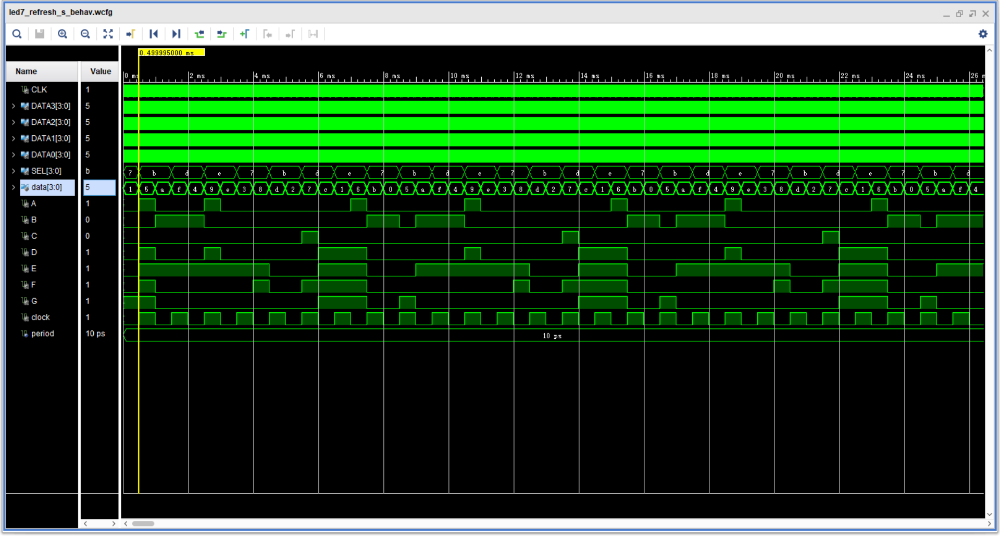 led7_refresh_s_behav.wcfg
0.499995000 ms
Name Value
0 ms 2 ms 4 ms 6 ms 8 ms 10 ms 12 ms 14 ms 16 ms 18 ms 20 ms 22 ms 24 ms 26 m
CLK 1
DATA3[3:0] 5
DATA2[3:0] 5
DATA1[3:0] 5
DATA0[3:0] 5
SEL[3:0] b 7 b d e 7 b d e 7 b d e 7 b d e 7 b d e 7 b d e 7 b d
data[3:0] 5 1 5 a f 4 9 e 3 8 d 2 7 c 1 6 b 0 5 a f 4 9 e 3 8 d 2 7 c 1 6 b 0 5 a f 4 9 e 3 8 d 2 7 c 1 6 b 0 5 a f 4
A 1
B 0
C 0
D 1
E 1
F 1
G 1
clock 1
period 10 ps 10 ps